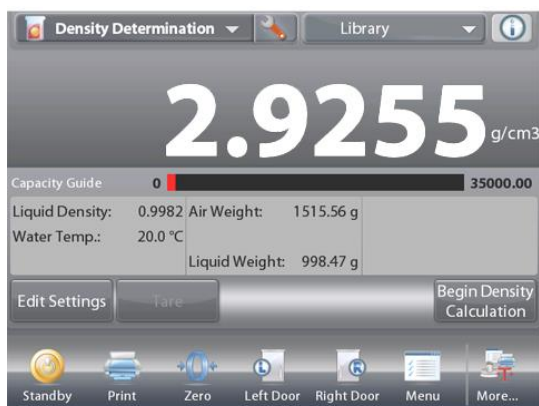 Density Determination Library
2.9255 g/cm3
Capacity Guide 0 35000.00
Liquid Density: 0.9982 Air Weight: 1515.56 g
Water Temp.: 20.0 °C
Liquid Weight: 998.47 g
Edit Settings Tare Begin Density
Calculation
L R
Standby Print Zero Left Door Right Door Menu More...